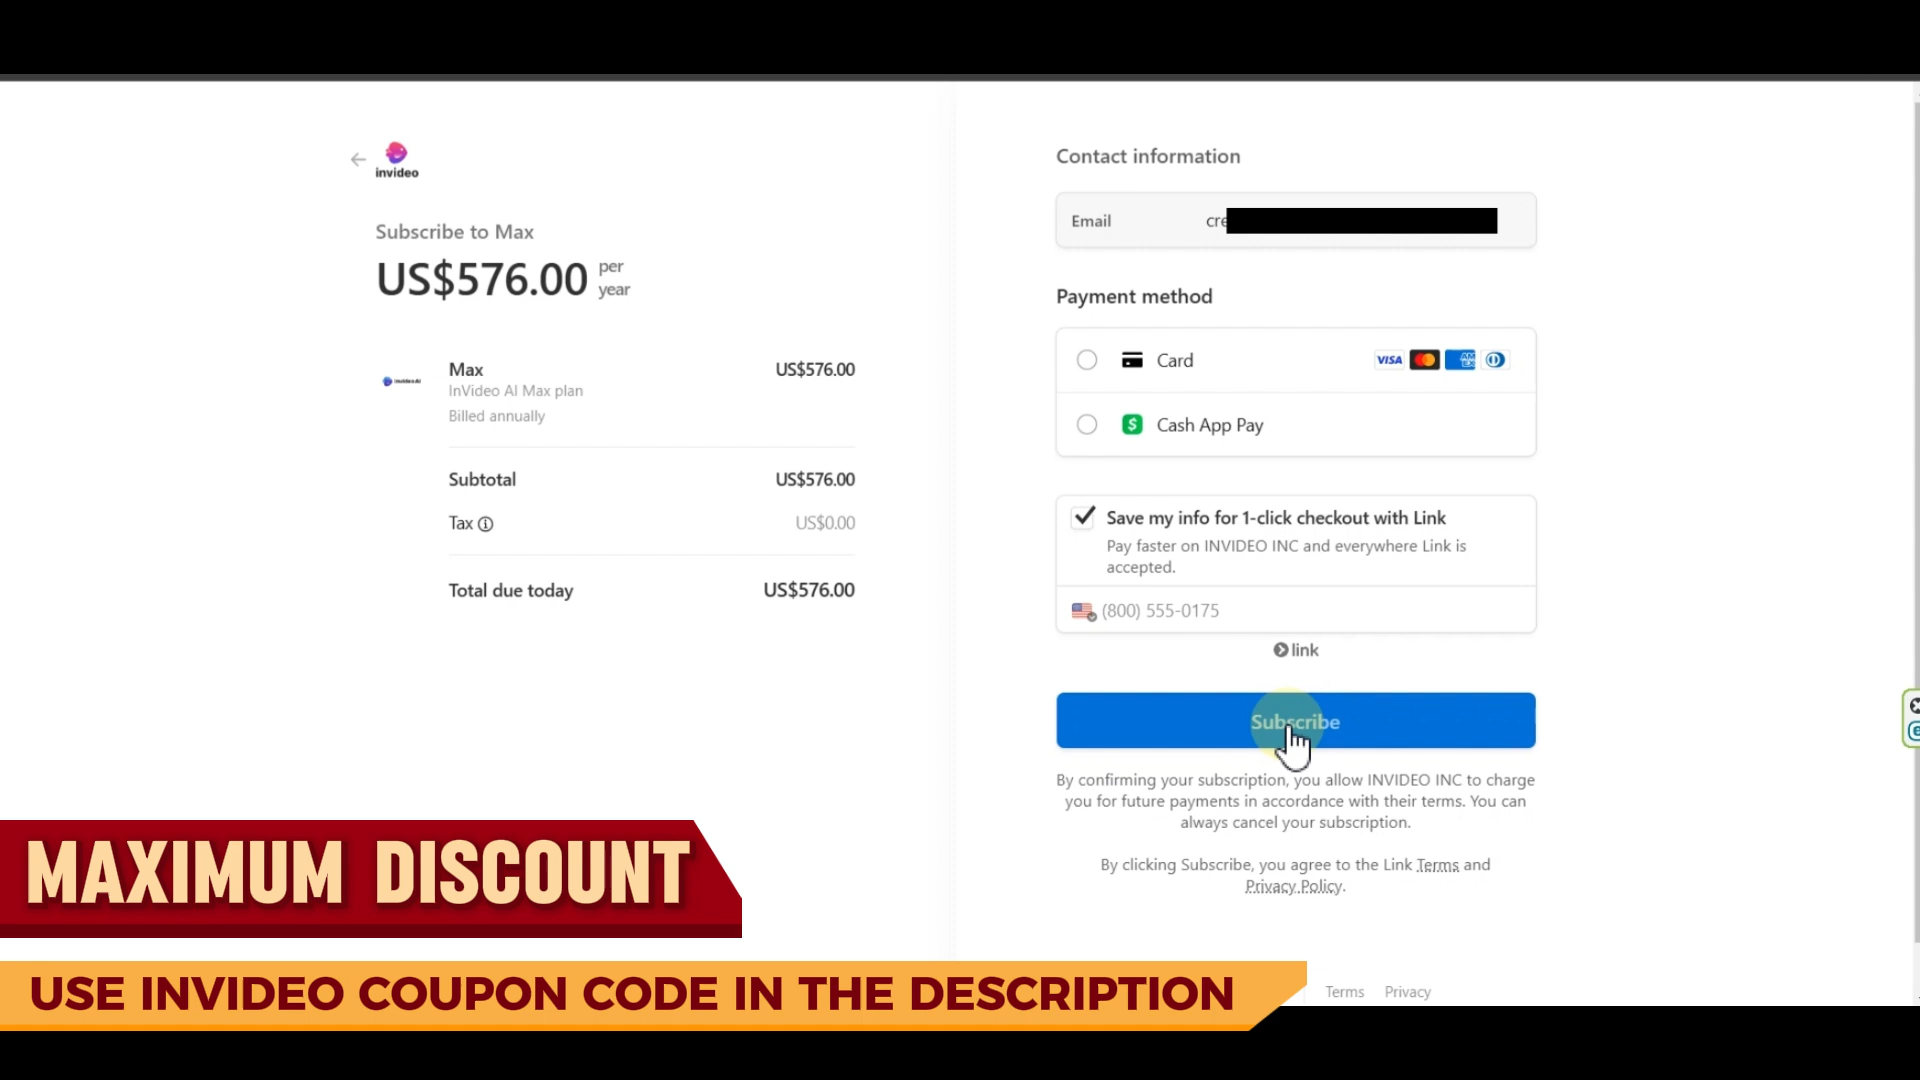 invideo
Subscribe to Max
US$576.00 per
year
Max US$576.00
InVideo AI Max plan
Billed annually
Subtotal US$576.00
Tax US$0.00
Total due today US$576.00
Contact information
Email cre
Payment method
Card VISA
Cash App Pay
Save my info for 1-click checkout with Link
Pay faster on INVIDEO INC and everywhere Link is
accepted.
(800) 555-0175
link
Subscribe
By confirming your subscription, you allow INVIDEO INC to charge
you for future payments in accordance with their terms. You can
always cancel your subscription.
By clicking Subscribe, you agree to the Link Terms and
Privacy Policy.
Terms Privacy
MAXIMUM DISCOUNT
USE INVIDEO COUPON CODE IN THE DESCRIPTION